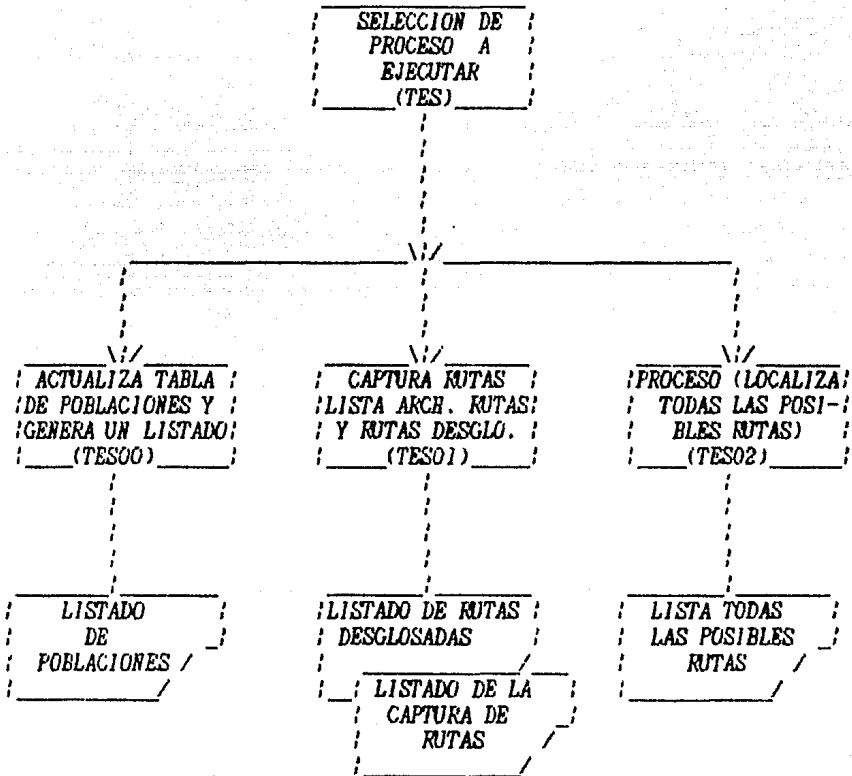 SELECCION DE
PROCESO A
EJECUTAR
(TES)
ACTUALIZA TABLA
DE POBLACIONES Y
GENERA UN LISTADO
(TES00)
CAPTURA RUTAS
LISTA ARCH. RUTAS
Y RUTAS DESGLO.
(TES01)
PROCESO (LOCALIZA
TODAS LAS POSI-
BLES RUTAS)
(TES02)
LISTADO
DE
POBLACIONES
LISTADO DE RUTAS
DESGLOSADAS
LISTADO DE LA
CAPTURA DE
RUTAS
LISTA TODAS
LAS POSIBLES
RUTAS